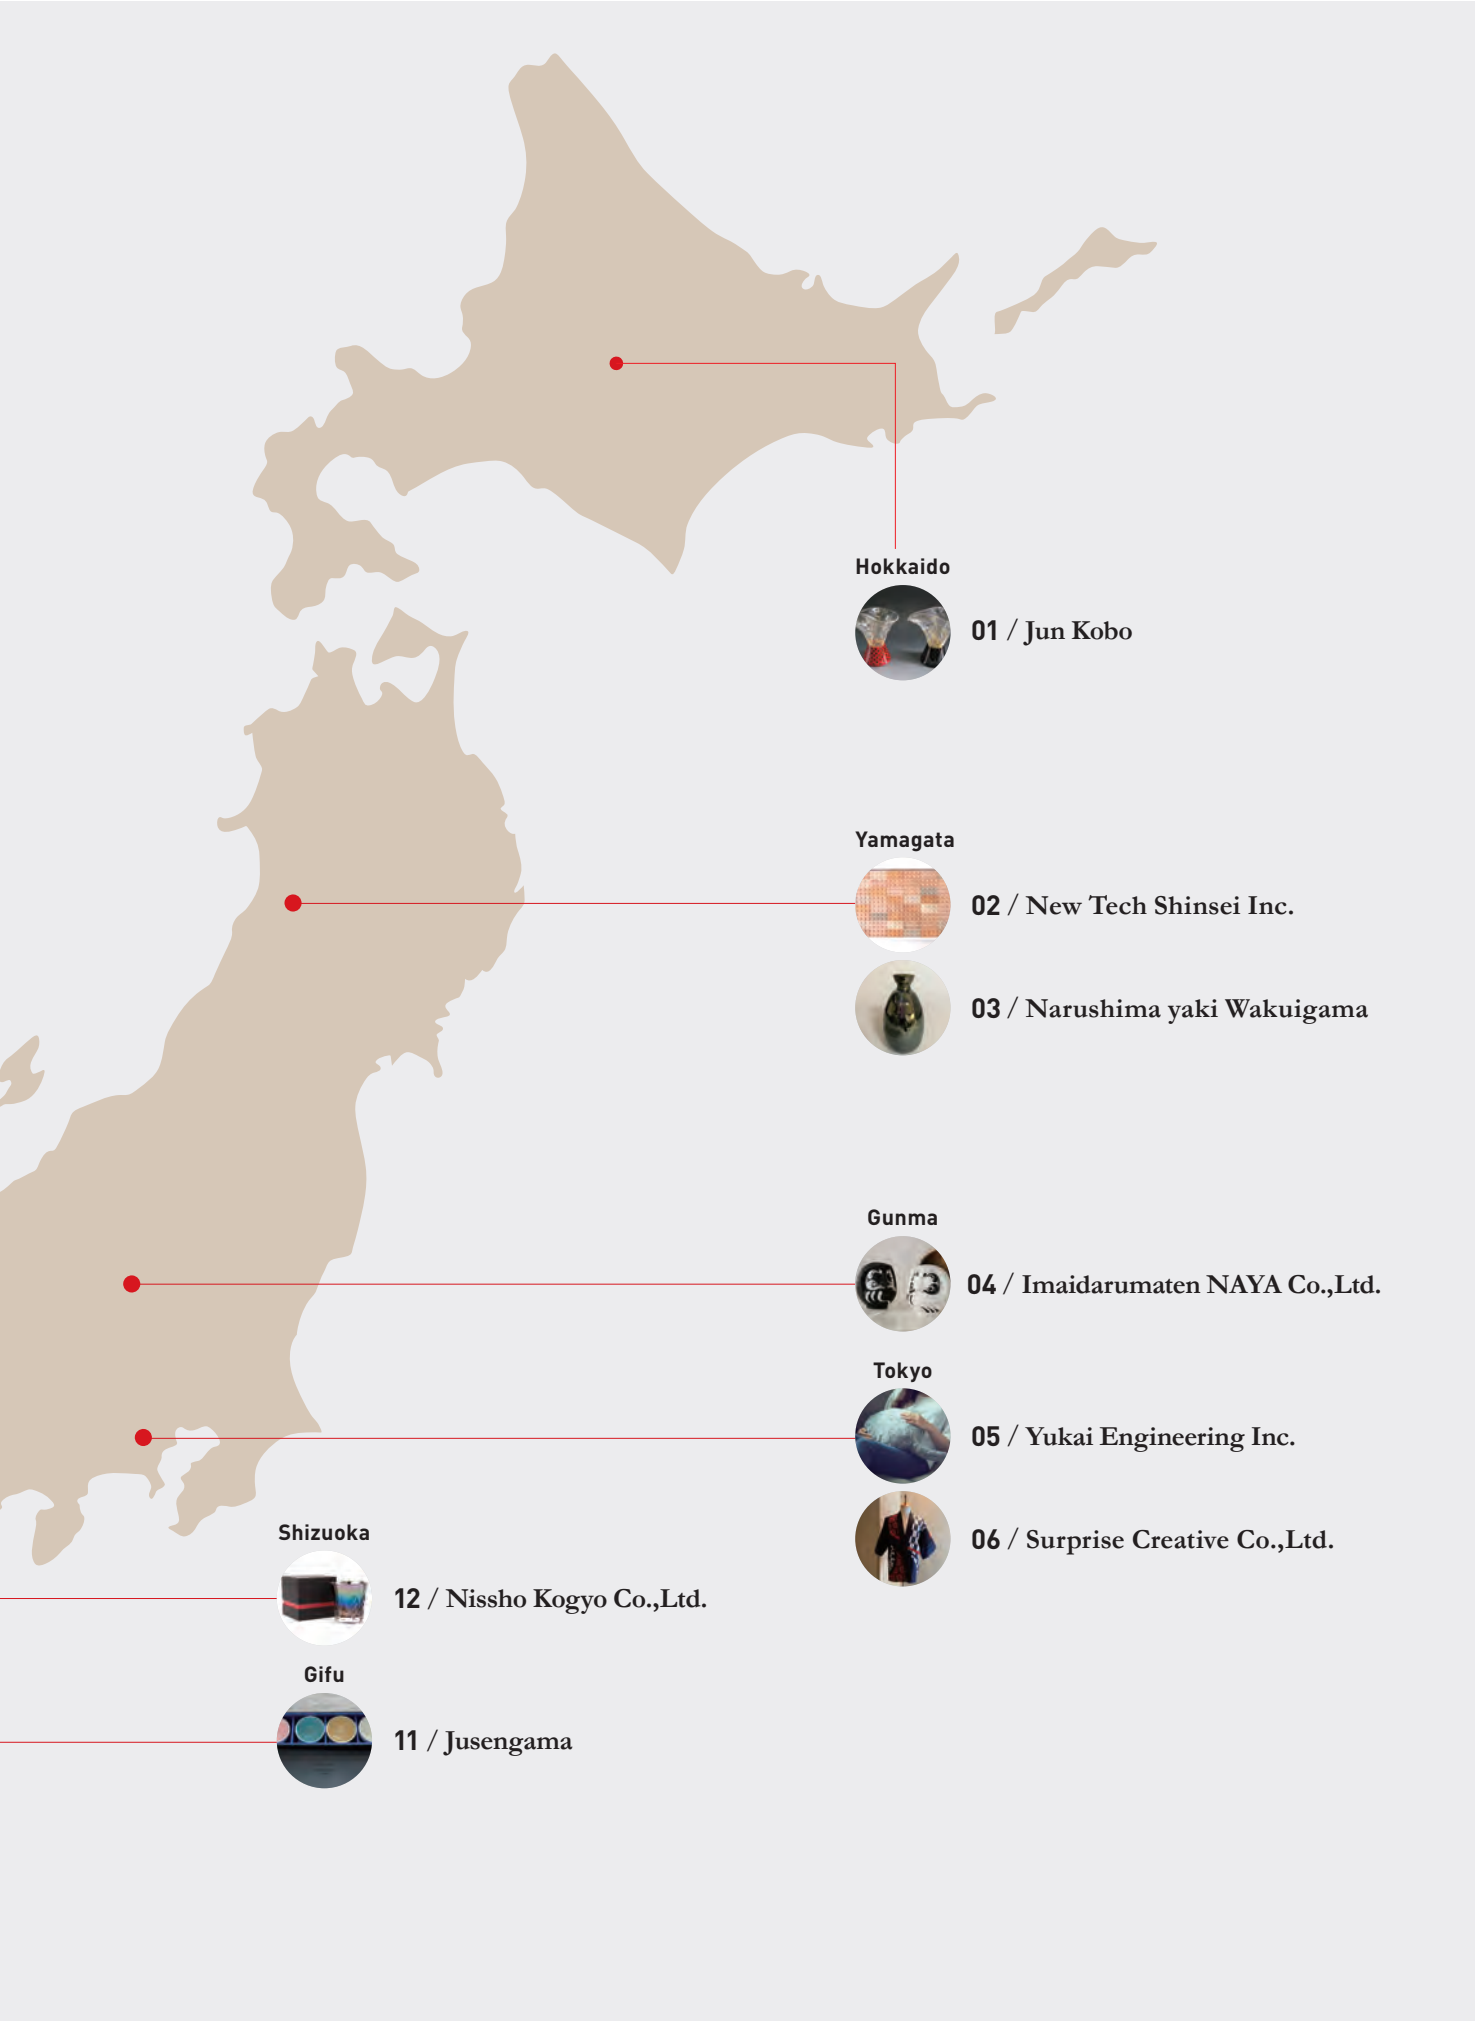 Hokkaido
01 / Jun Kobo
Yamagata
02 / New Tech Shinsei Inc.
03 / Narushima yaki Wakuigama
Gunma
04 / Imaidarumaten NAYA Co.,Ltd.
Tokyo
05 / Yukai Engineering Inc.
06 / Surprise Creative Co.,Ltd.
Shizuoka
12 / Nissho Kogyo Co.,Ltd.
Gifu
11 / Jusengama